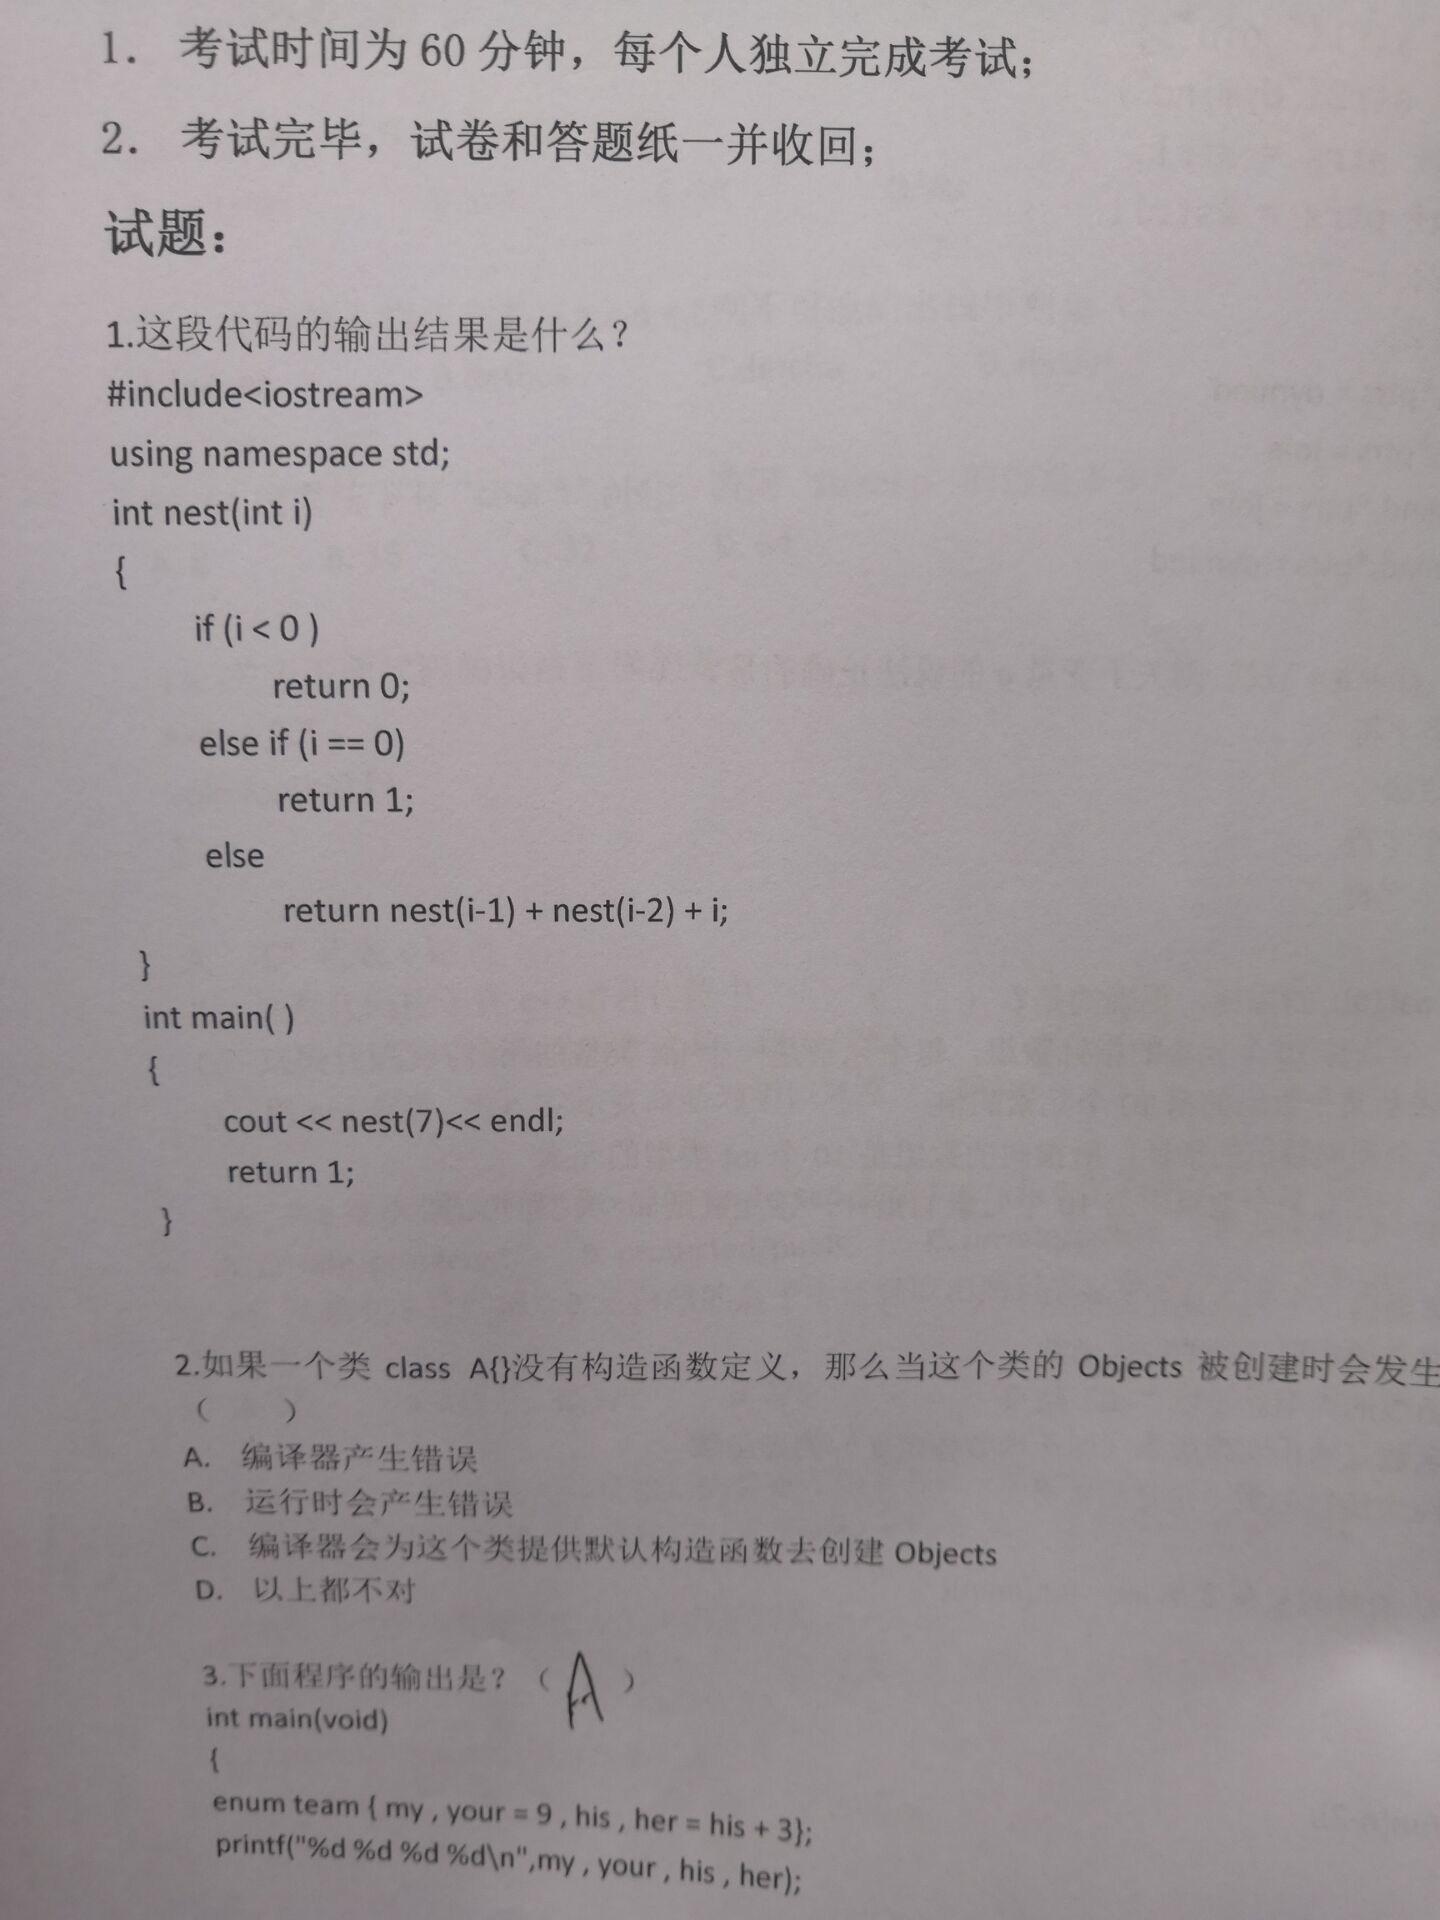 1. 考试时间为 60 分钟，每个人独立完成考试；
2. 考试完毕，试卷和答题纸一并收回；
试题：
1.这段代码的输出结果是什么？
#include<iostream>
using namespace std;
int nest(int i)
{
if (i < 0 )
return 0;
else if (i == 0)
return 1;
else
return nest(i-1) + nest(i-2) + i;
}
int main( )
{
cout << nest(7)<< endl;
return 1;
}
2.如果一个类 class A{}没有构造函数定义，那么当这个类的 Objects 被创建时会发生
（ ）
A. 编译器产生错误
B. 运行时会产生错误
C. 编译器会为这个类提供默认构造函数去创建 Objects
D. 以上都不对
3.下面程序的输出是？（ A ）
int main(void)
{
enum team { my , your = 9 , his , her = his + 3};
printf("%d %d %d %d\n",my , your , his , her);